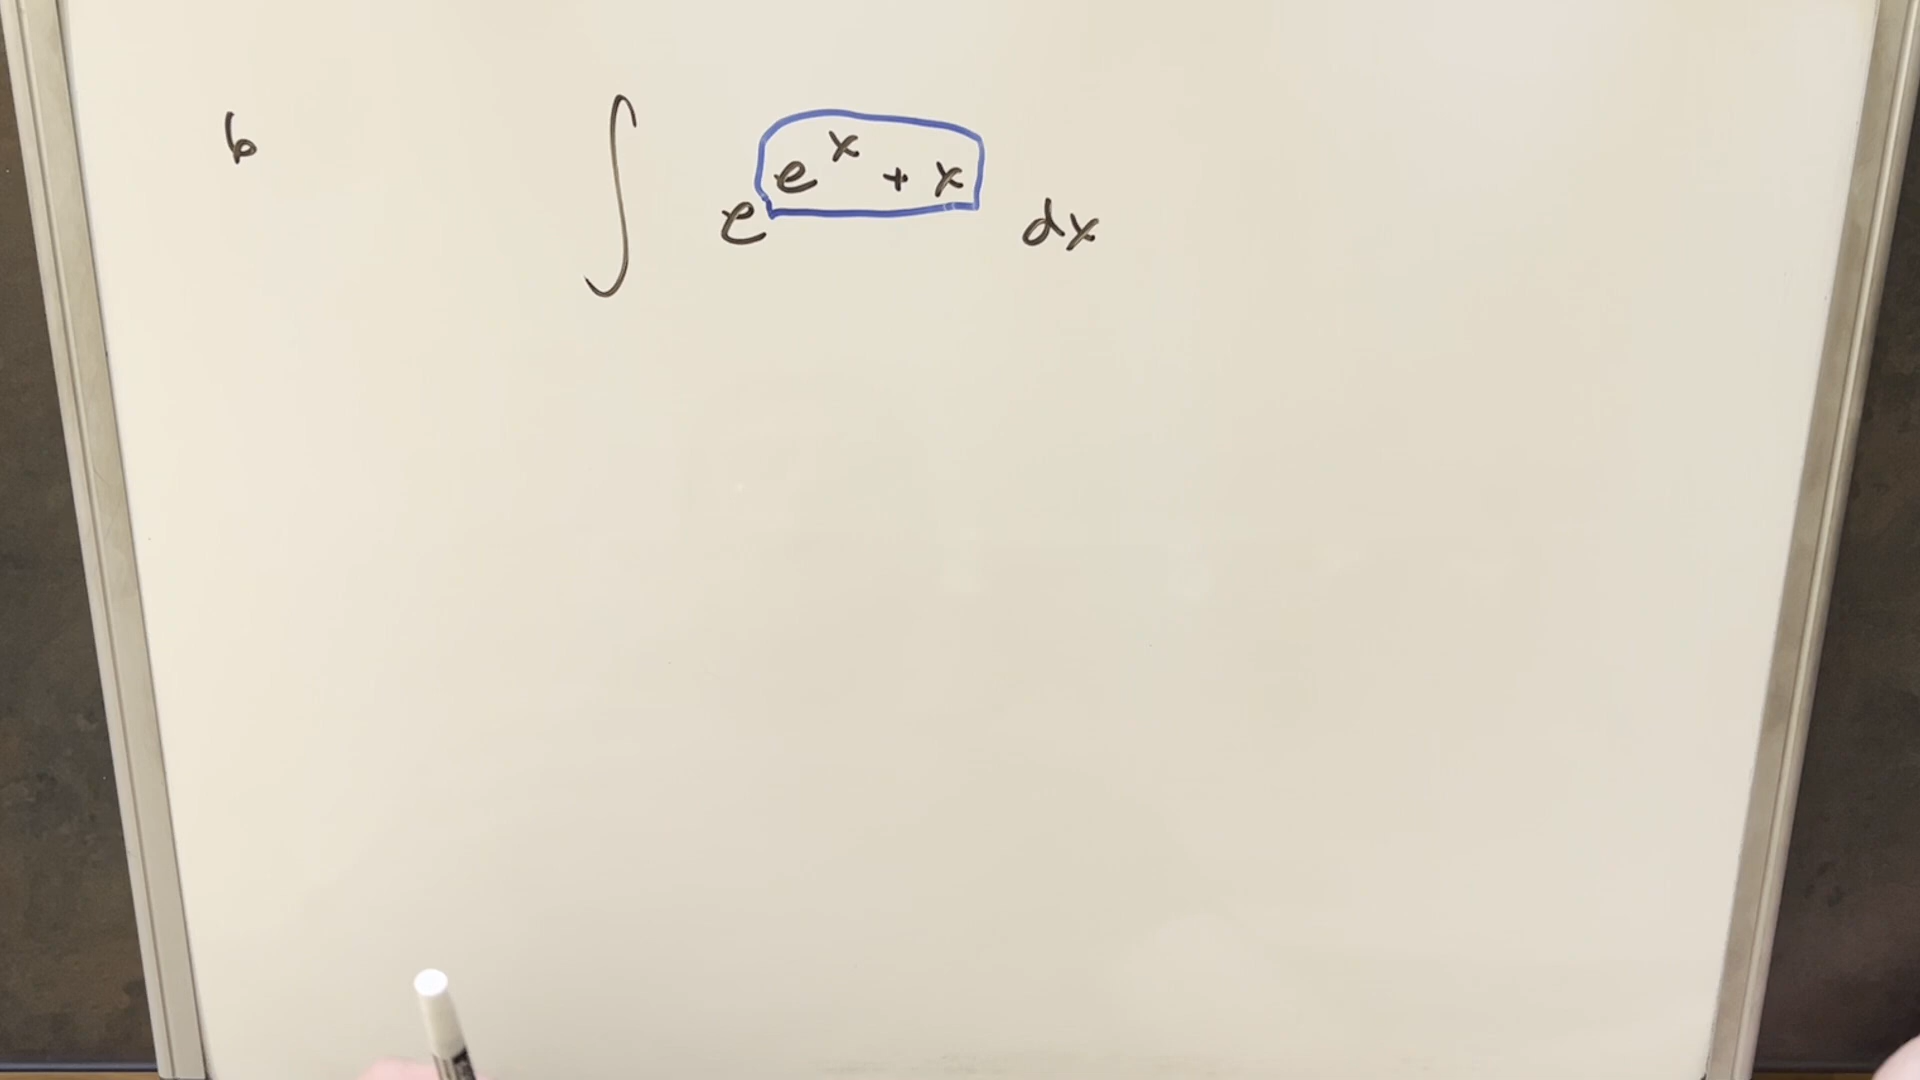 6 ∫ e^{e^x + x} dx